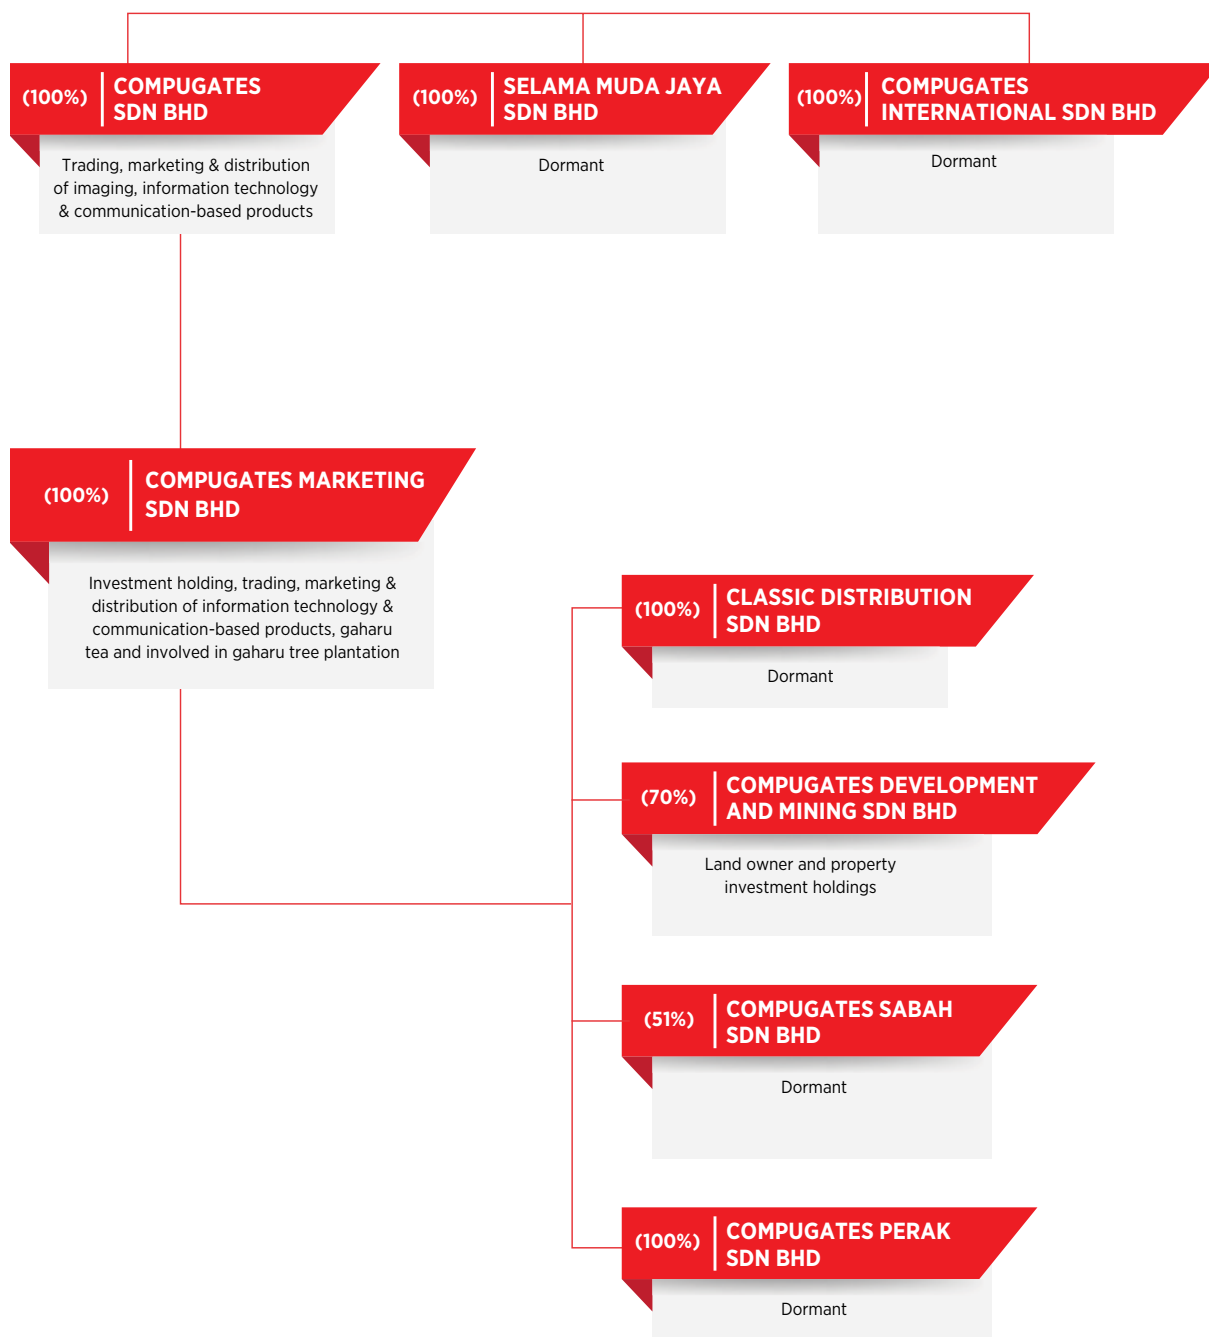 (100%)
COMPUGATES
SDN BHD
Trading, marketing & distribution
of imaging, information technology
& communication-based products
(100%)
SELAMA MUDA JAYA
SDN BHD
Dormant
(100%)
COMPUGATES
INTERNATIONAL SDN BHD
Dormant
(100%)
COMPUGATES MARKETING
SDN BHD
Investment holding, trading, marketing &
distribution of information technology &
communication-based products, gaharu
tea and involved in gaharu tree plantation
(100%)
CLASSIC DISTRIBUTION
SDN BHD
Dormant
(70%)
COMPUGATES DEVELOPMENT
AND MINING SDN BHD
Land owner and property
investment holdings
(51%)
COMPUGATES SABAH
SDN BHD
Dormant
(100%)
COMPUGATES PERAK
SDN BHD
Dormant